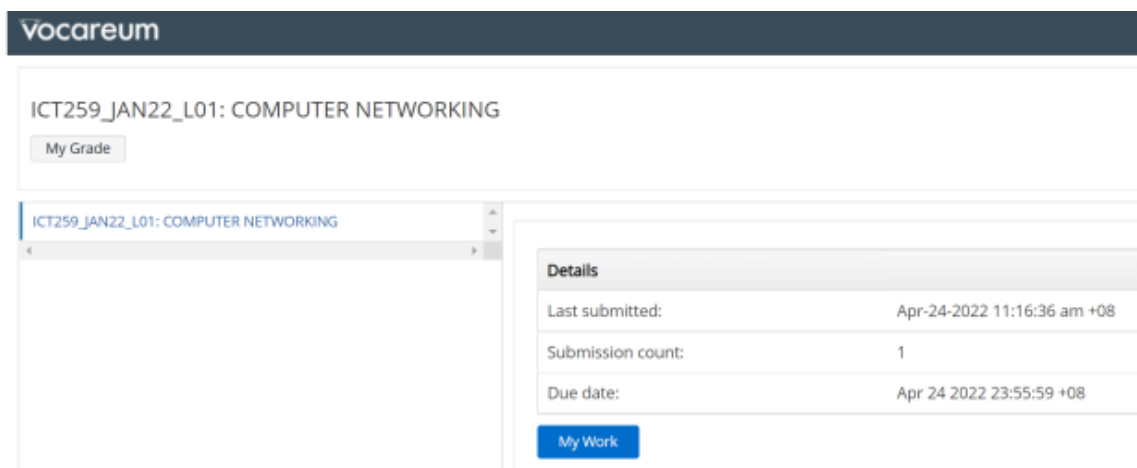 Vocareum
ICT259_JAN22_L01: COMPUTER NETWORKING
My Grade
ICT259_JAN22_L01: COMPUTER NETWORKING
Details
Last submitted: Apr-24-2022 11:16:36 am +08
Submission count: 1
Due date: Apr 24 2022 23:55:59 +08
My Work